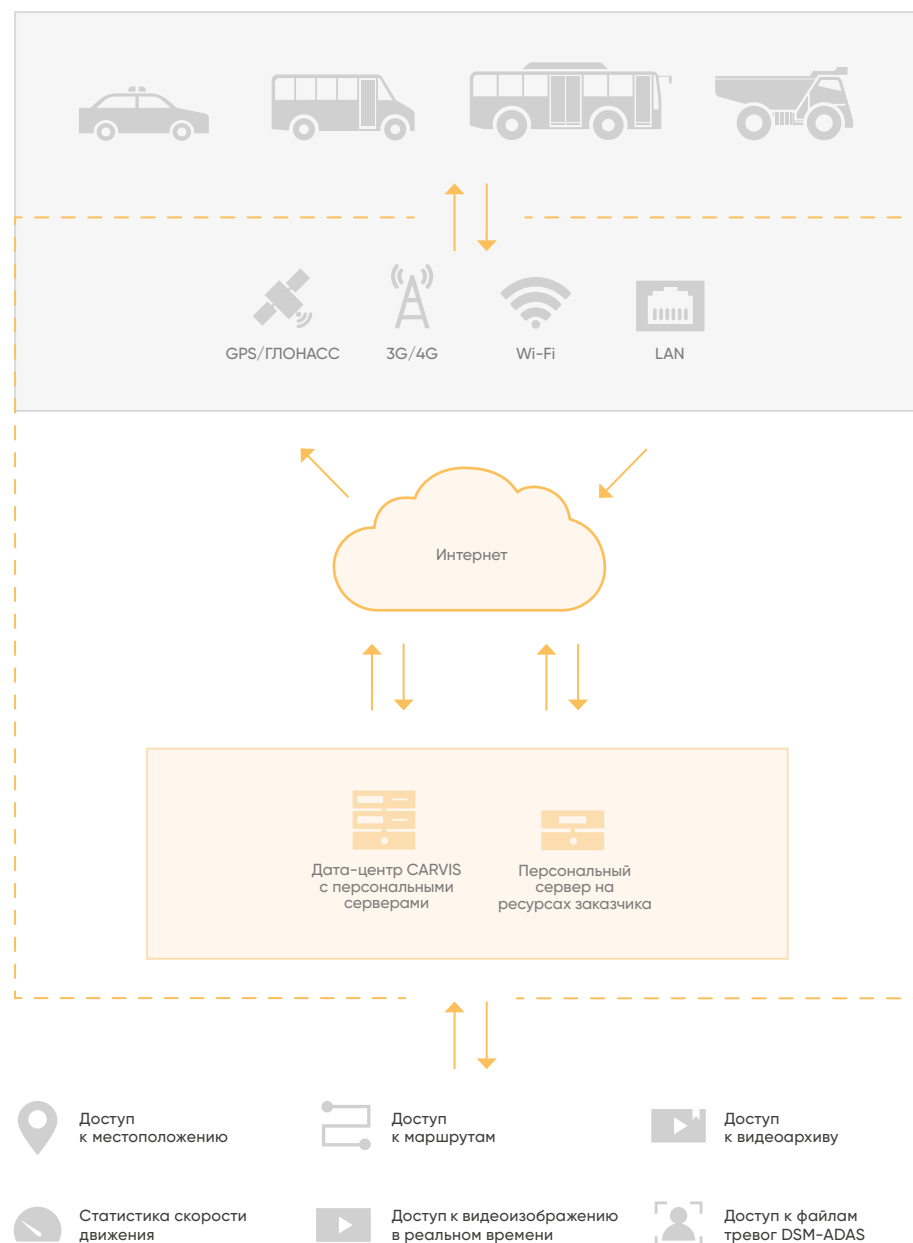 GPS/ГЛОНАСС
3G/4G
Wi-Fi
LAN
Интернет
Дата-центр CARVIS
с персональными
серверами
Персональный
сервер на
ресурсах заказчика
Доступ
к местоположению
Доступ
к маршрутам
Доступ
к видеоархиву
Статистика скорости
движения
Доступ к видеоизображению
в реальном времени
Доступ к файлам
тревог DSM-ADAS